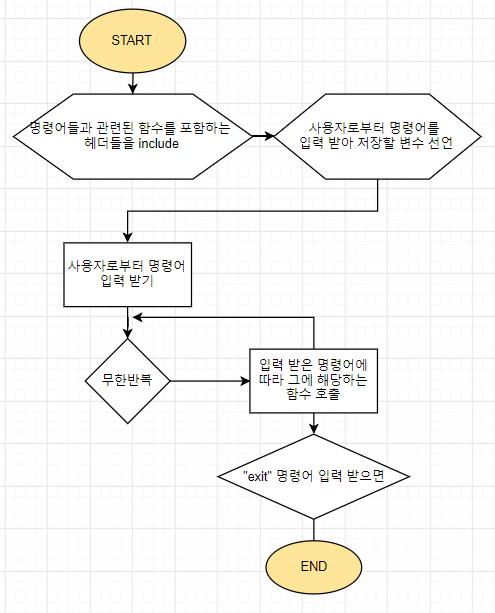 START
명령어들과 관련된 함수를 포함하는
헤더들을 include
사용자로부터 명령어를
입력 받아 저장할 변수 선언
사용자로부터 명령어
입력 받기
무한반복
입력 받은 명령어에
따라 그에 해당하는
함수 호출
"exit" 명령어 입력 받으면
END